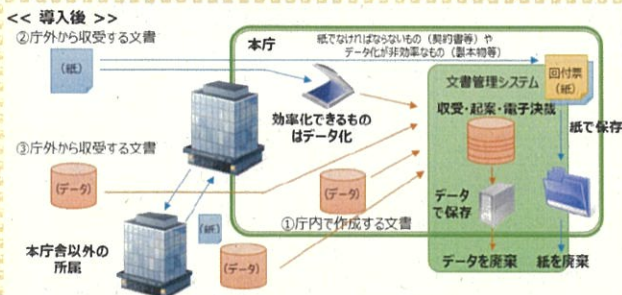 << 導入後 >>
②庁外から収受する文書
(紙)
本庁
紙でなければならないもの（契約書等）や
データ化が非効率なもの（製本物等）
文書管理システム
回付票
(紙)
収受・起案・電子決裁
効率化できるもの
はデータ化
紙で保存
③庁外から収受する文書
(データ)
(データ)
データ
で保存
①庁内で作成する文書
(紙)
本庁舎以外の
所属
(データ)
データを廃棄
紙を廃棄